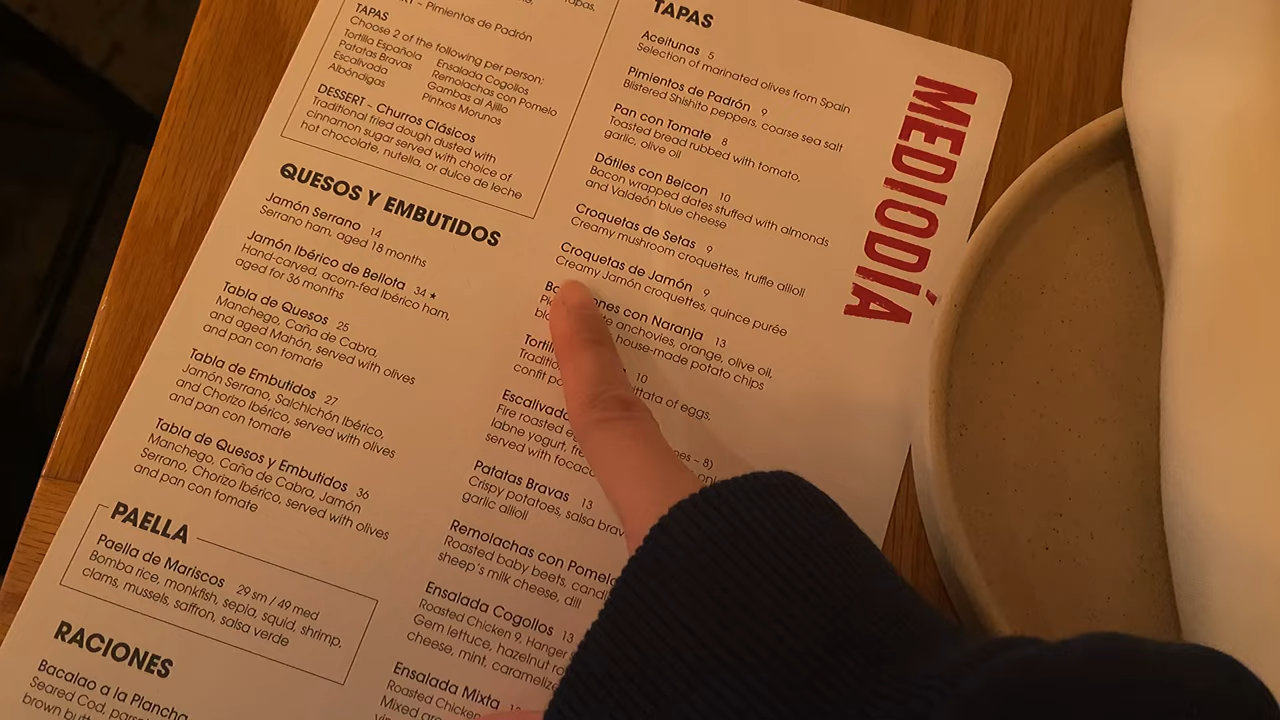 Pimientos de Padrón
TAPAS
Choose 2 of the following per person:
Tortilla Española
Patatas Bravas
Escalivada
Albóndigas
Ensalada Cogollos
Remolachas con Pomelo
Gambas al Ajillo
Pintxos Morunos
DESSERT – Churros Clásicos
Traditional fried dough dusted with
cinnamon sugar served with choice of
hot chocolate, nutella, or dulce de leche
QUESOS Y EMBUTIDOS
Jamón Serrano 14
Serrano ham, aged 18 months
Jamón Ibérico de Bellota 34 ★
Hand-carved, acorn-fed Ibérico ham,
aged for 36 months
Tabla de Quesos 25
Manchego, Caña de Cabra,
and aged Mahón, served with olives
and pan con tomate
Tabla de Embutidos 27
Jamón Serrano, Salchichón Ibérico,
and Chorizo Ibérico, served with olives
and pan con tomate
Tabla de Quesos y Embutidos 36
Manchego, Caña de Cabra, Jamón
Serrano, Chorizo Ibérico, served with olives
and pan con tomate
PAELLA
Paella de Mariscos 29 sm / 49 med
Bomba rice, monkfish, sepia, squid, shrimp,
clams, mussels, saffron, salsa verde
RACIONES
Bacalao a la Plancha
Seared Cod,
brown
TAPAS
Aceitunas 5
Selection of marinated olives from Spain
Pimientos de Padrón 9
Blistered Shishito peppers, coarse sea salt
Pan con Tomate 8
Toasted bread rubbed with tomato,
garlic, olive oil
Dátiles con Beicon 10
Bacon wrapped dates stuffed with almonds
and Valdeón blue cheese
Croquetas de Setas 9
Creamy mushroom croquettes, truffle allioli
Croquetas de Jamón 9
Creamy Jamón croquettes, quince purée
con Naranja 13
anchovies, orange, olive oil,
house-made potato chips
10
of eggs,
confit
Escalivada
Fire roasted
– 8)
labne yogurt,
served with
Patatas Bravas 13
Crispy potatoes, salsa
garlic allioli
Remolachas con Pomelo
Roasted baby beets,
sheep's milk cheese, dill
Ensalada Cogollos 13
Roasted Chicken 9, Hanger
Gem lettuce, hazelnut
cheese, mint,
Ensalada Mixta
Roasted Chicken
Mixed
MEDIODÍA